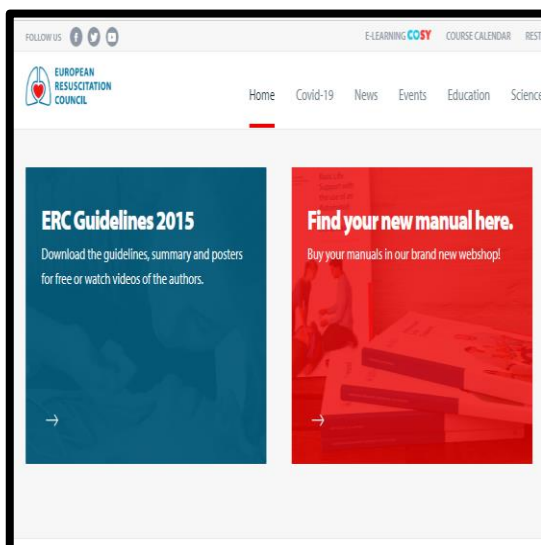 FOLLOW US
E-LEARNING COSY COURSE CALENDAR REST
EUROPEAN
RESUSCITATION
COUNCIL
Home Covid-19 News Events Education Science
ERC Guidelines 2015
Download the guidelines, summary and posters
for free or watch videos of the authors.
Find your new manual here.
Buy your manuals in our brand new webshop!